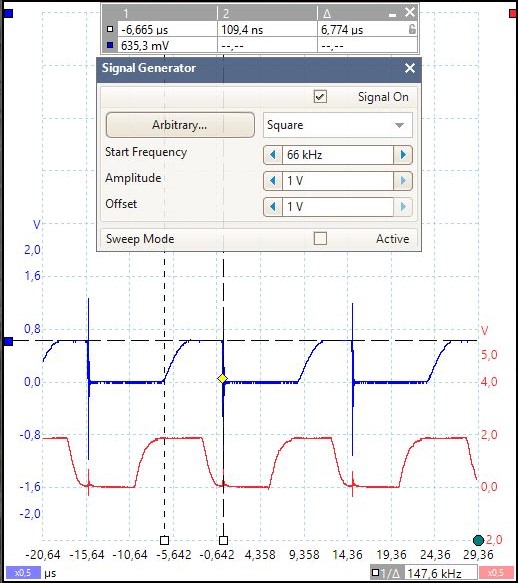 1 2 Δ
-6,665 µs 109,4 ns 6,774 µs
635,3 mV --,-- --,--
Signal Generator
Signal On
Arbitrary... Square
Start Frequency 66 kHz
Amplitude 1 V
Offset 1 V
Sweep Mode Active
V
2,0
1,6
0,8 V
5,0
0,0 4,0
-0,8 2,0
-1,6 0,0
-2,0
-2,0
-20,64 -15,64 -10,64 -5,642 -0,642 4,358 9,358 14,36 19,36 24,36 29,36
x0,5 µs 1/Δ 147,6 kHz x0,5